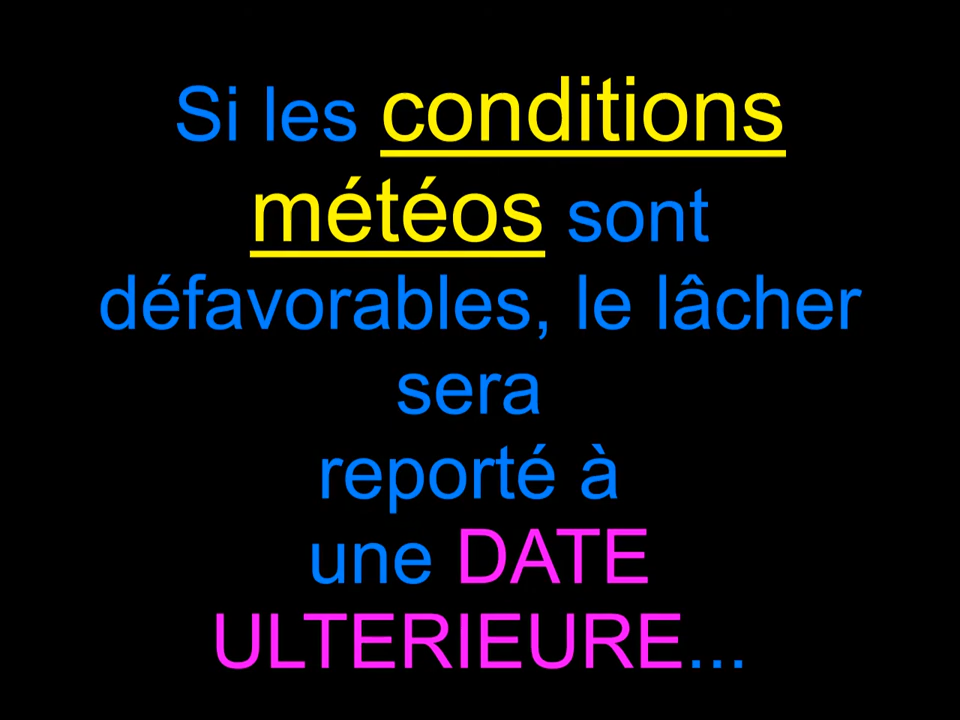 Si les conditions
météos sont
défavorables, le lâcher
sera
reporté à
une DATE
ULTERIEURE...